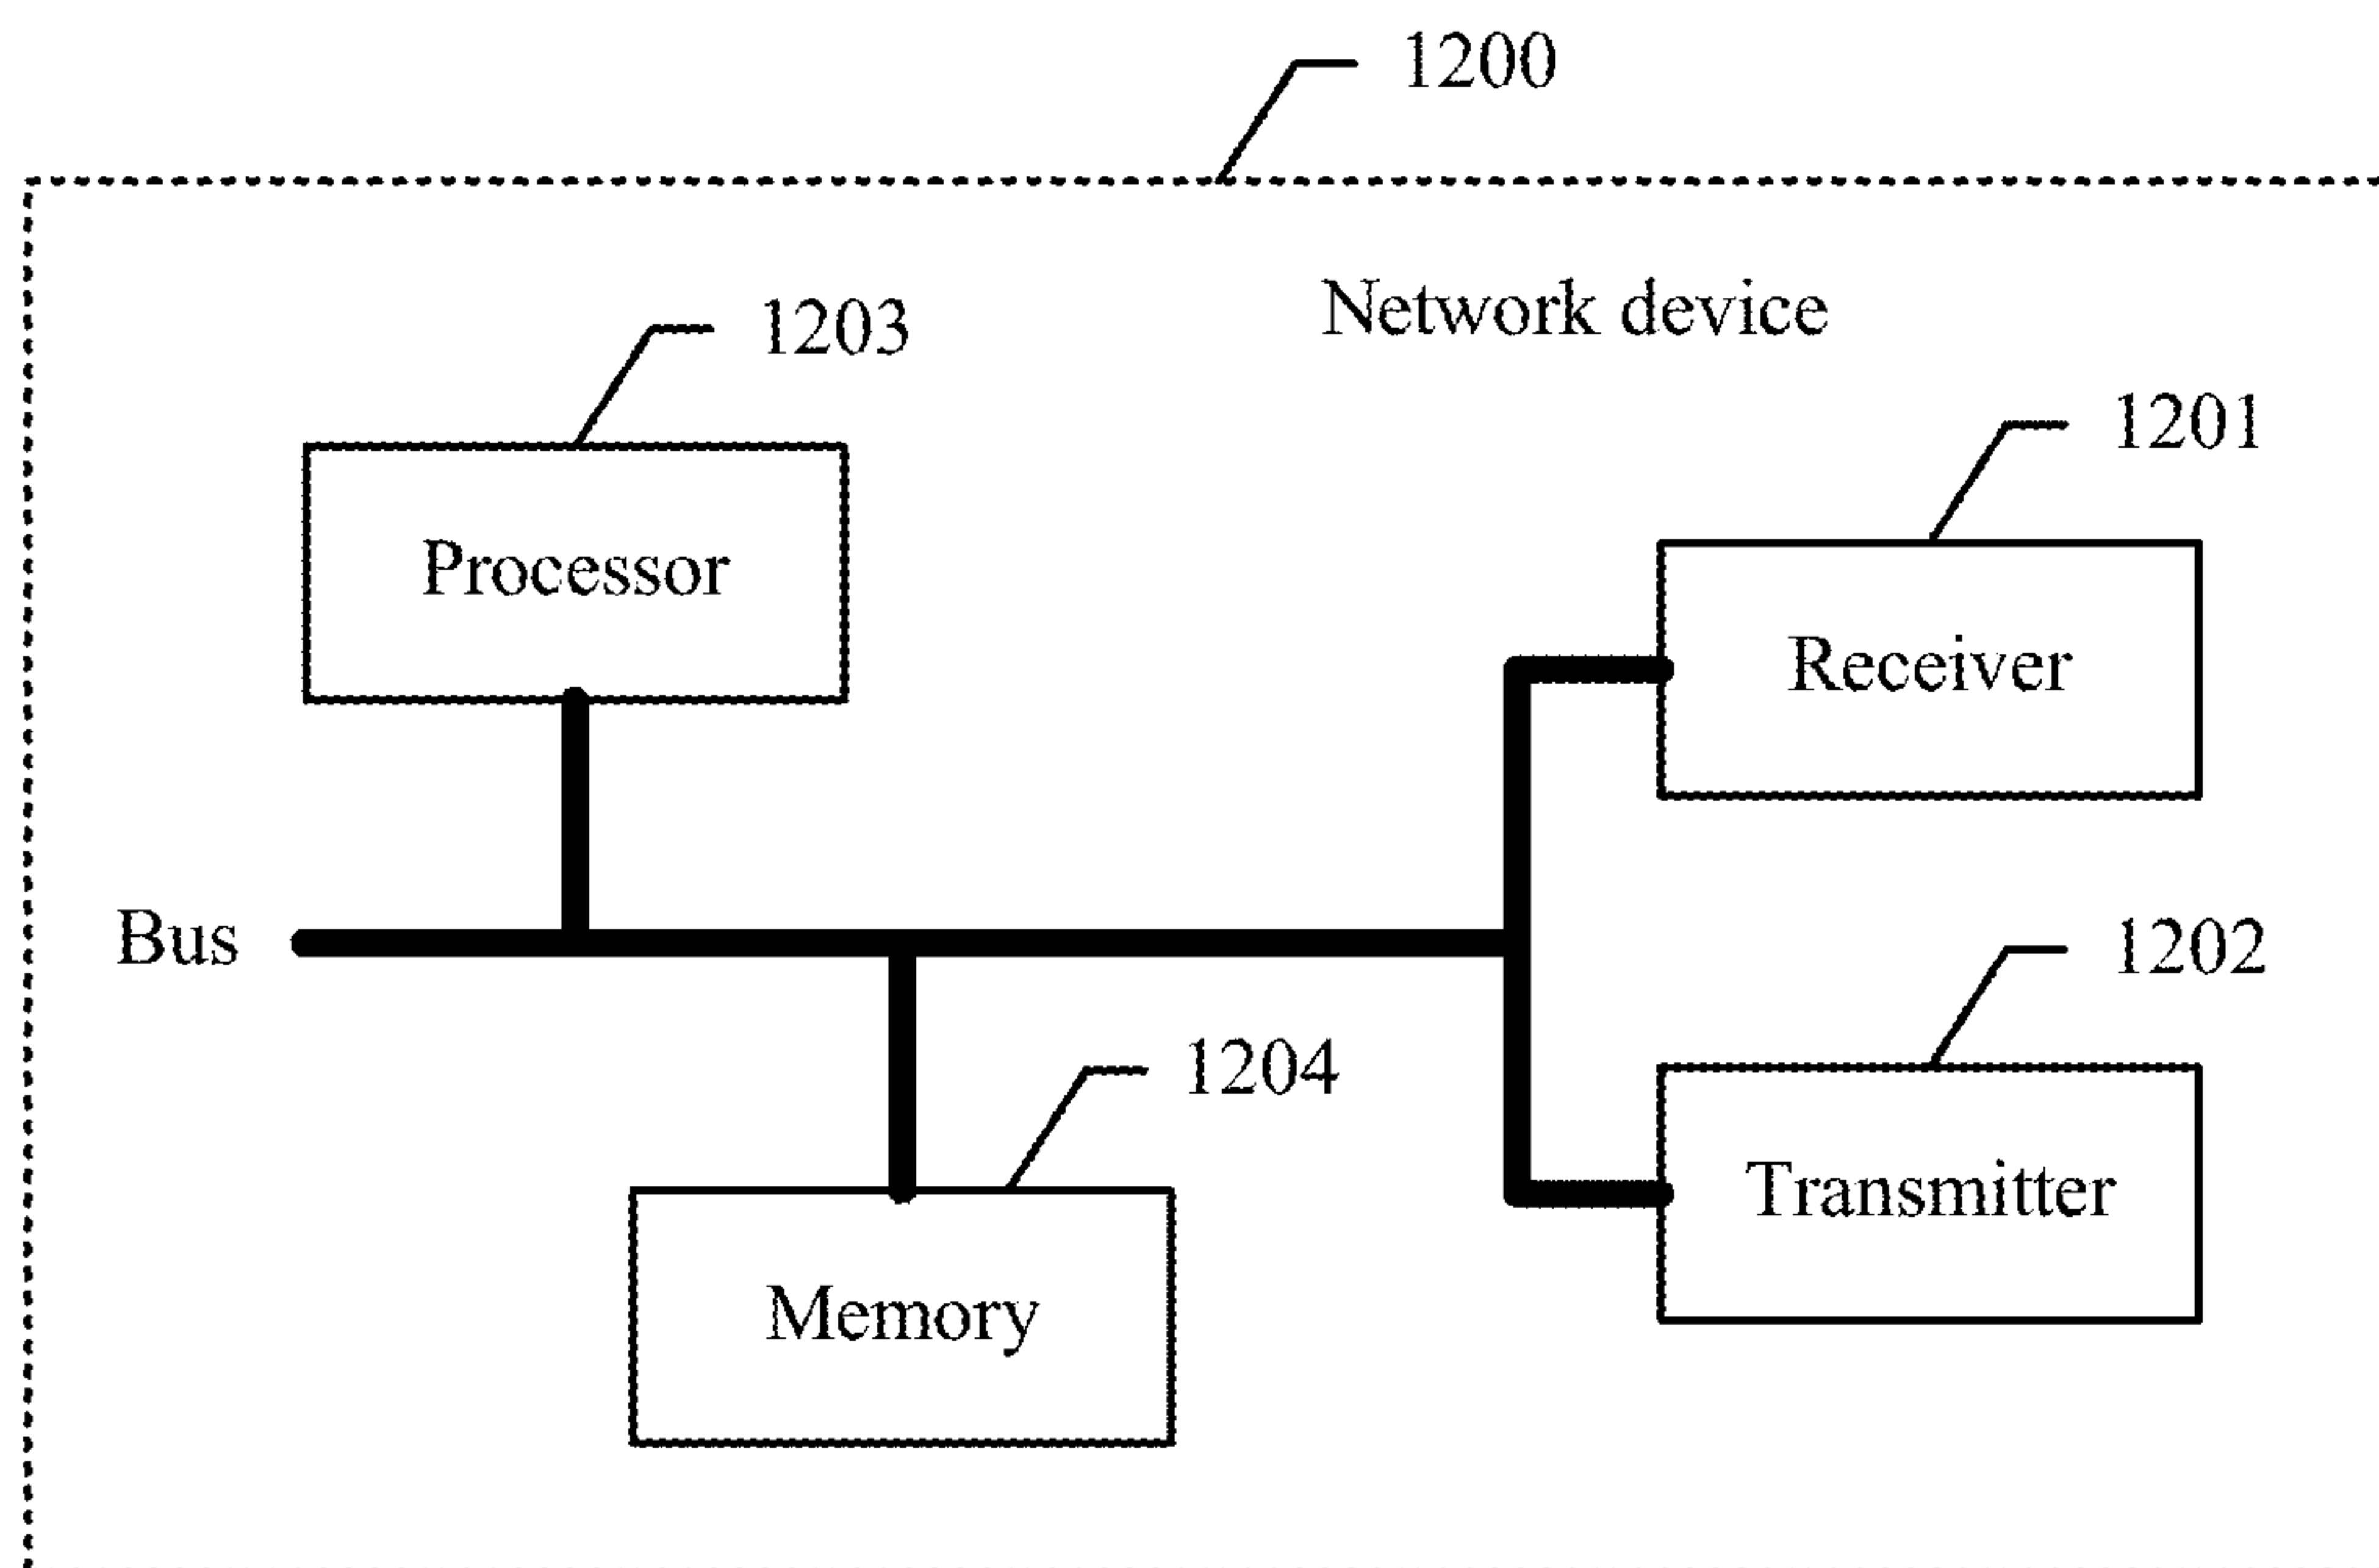 1200
Network device
1203
1201
Processor
Receiver
Bus
1202
1204
Transmitter
Memory